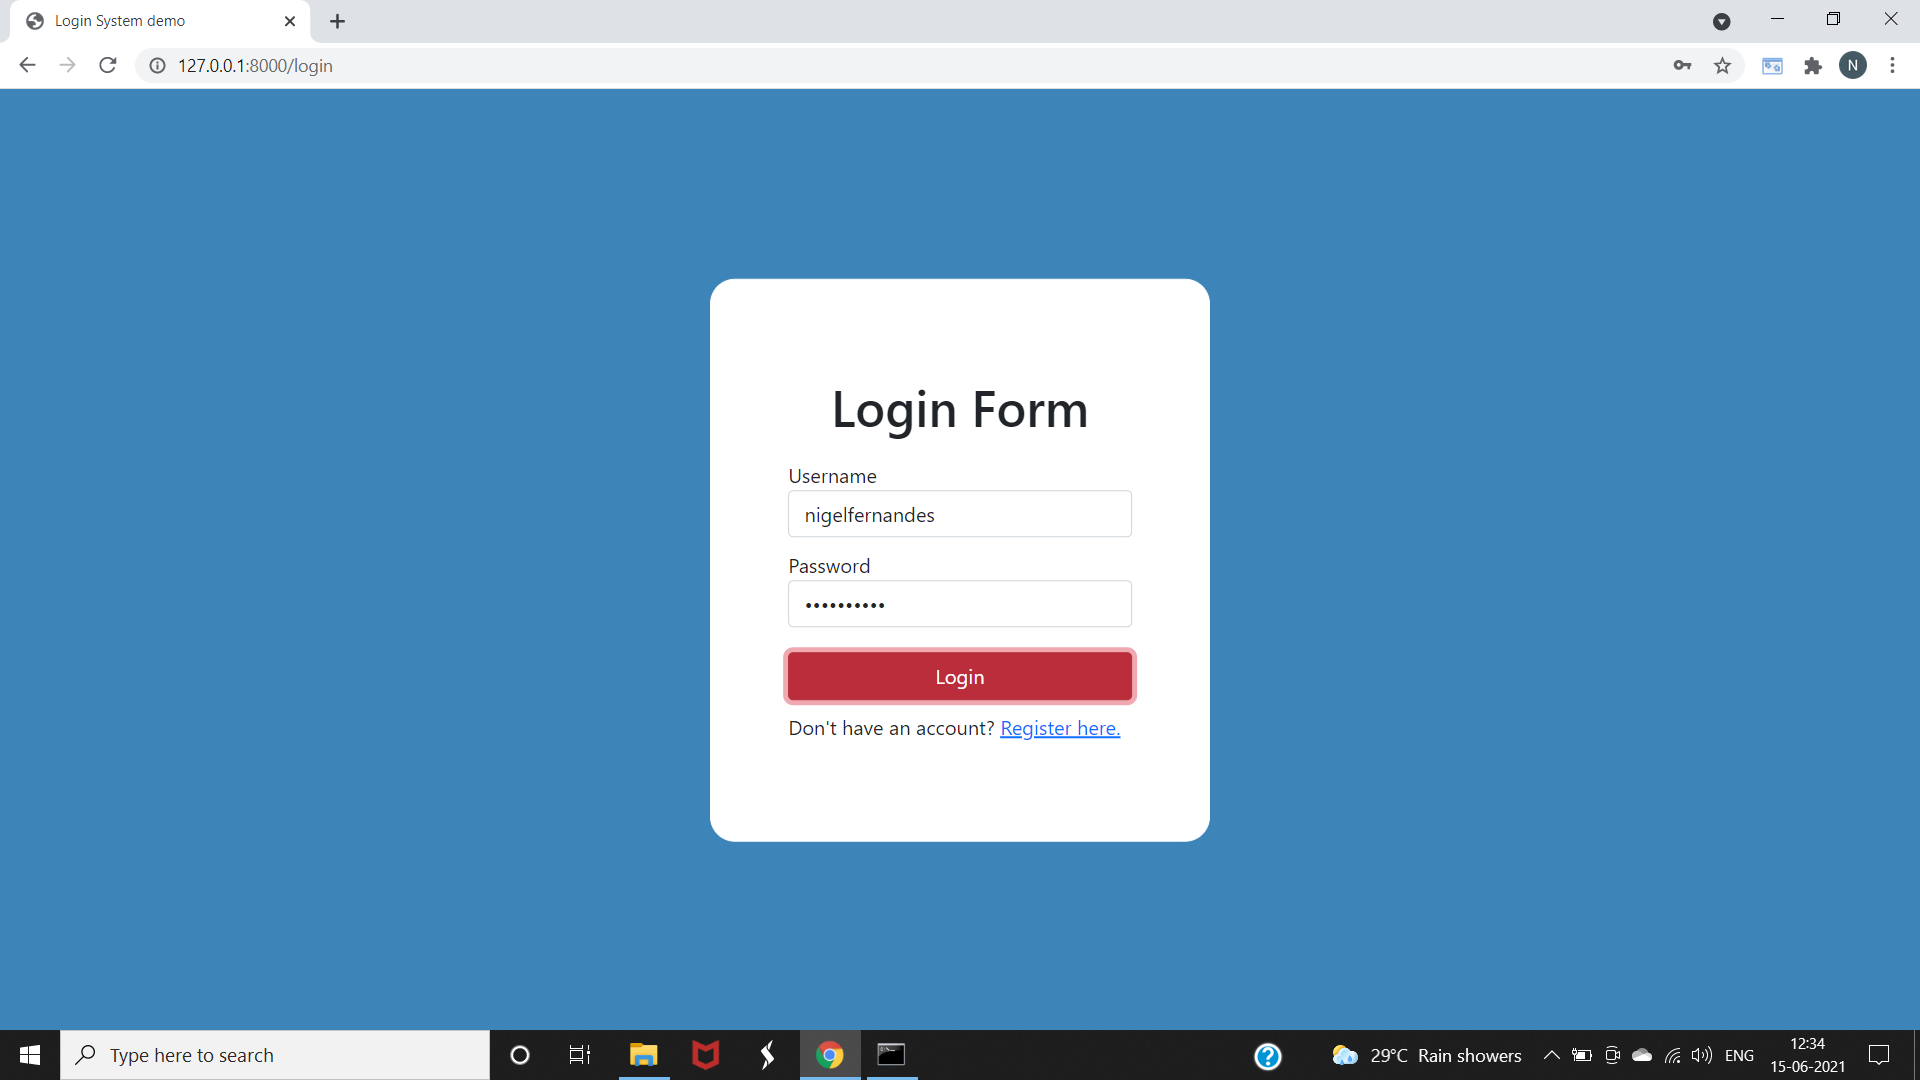 Login System demo
127.0.0.1:8000/login
N
Login Form
Username
nigelfernandes
Password
••••••••••
Login
Don't have an account? Register here.
Type here to search
29°C Rain showers
ENG
12:34
15-06-2021